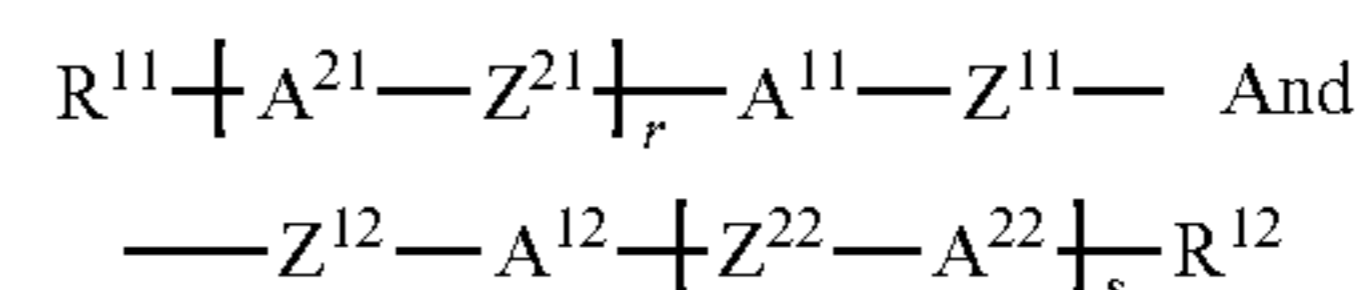 R¹¹—[A²¹—Z²¹]ᵣ—A¹¹—Z¹¹— And
—Z¹²—A¹²—[Z²²—A²²]ₛ—R¹²